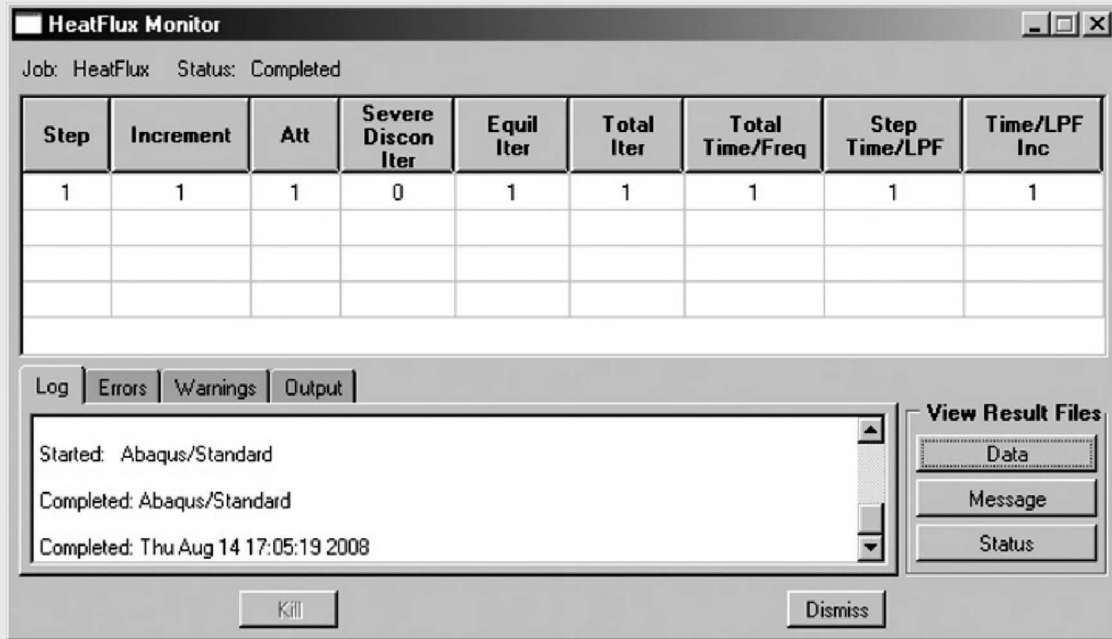 HeatFlux Monitor
Job: HeatFlux Status: Completed
Step Increment Att Severe Discon Iter Equil Iter Total Iter Total Time/Freq Step Time/LPF Time/LPF Inc
1 1 1 0 1 1 1 1 1
Log Errors Warnings Output
Started: Abaqus/Standard
Completed: Abaqus/Standard
Completed: Thu Aug 14 17:05:19 2008
View Result Files
Data
Message
Status
Kill Dismiss